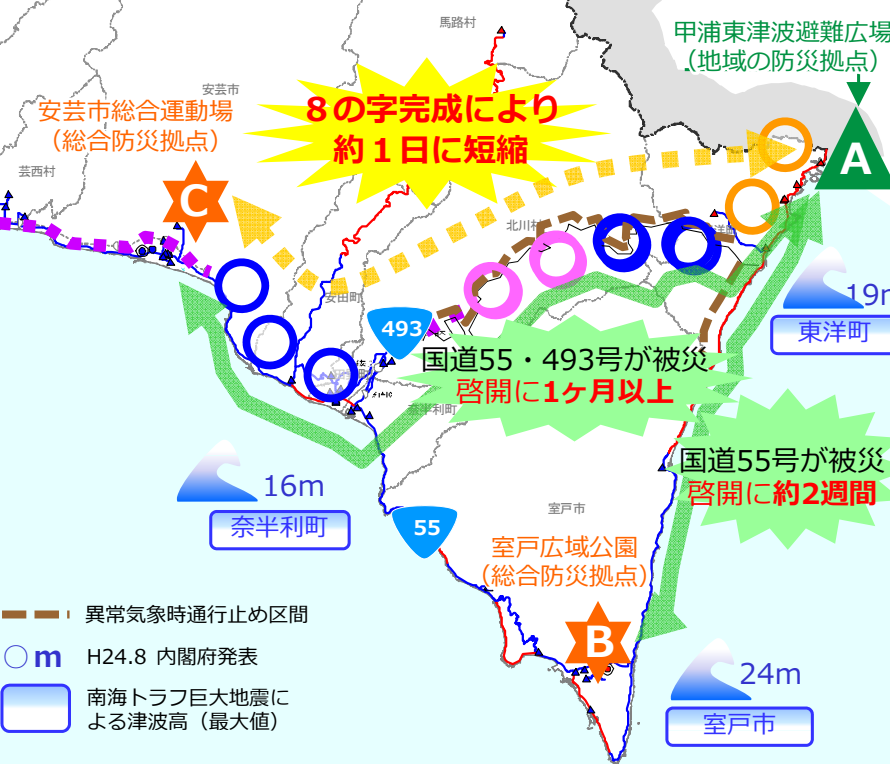 馬路村
甲浦東津波避難広場
（地域の防災拠点）
安芸市
安芸市総合運動場
（総合防災拠点）
８の字完成により
約１日に短縮
A
芸西村
C
北川村
洋町
安田町
493
19m
東洋町
国道55・493号が被災
啓開に1ヶ月以上
奈半利町
国道55号が被災
啓開に約2週間
16m
奈半利町
55
室戸市
室戸広域公園
（総合防災拠点）
B
異常気象時通行止め区間
○m H24.8 内閣府発表
南海トラフ巨大地震に
よる津波高（最大値）
24m
室戸市